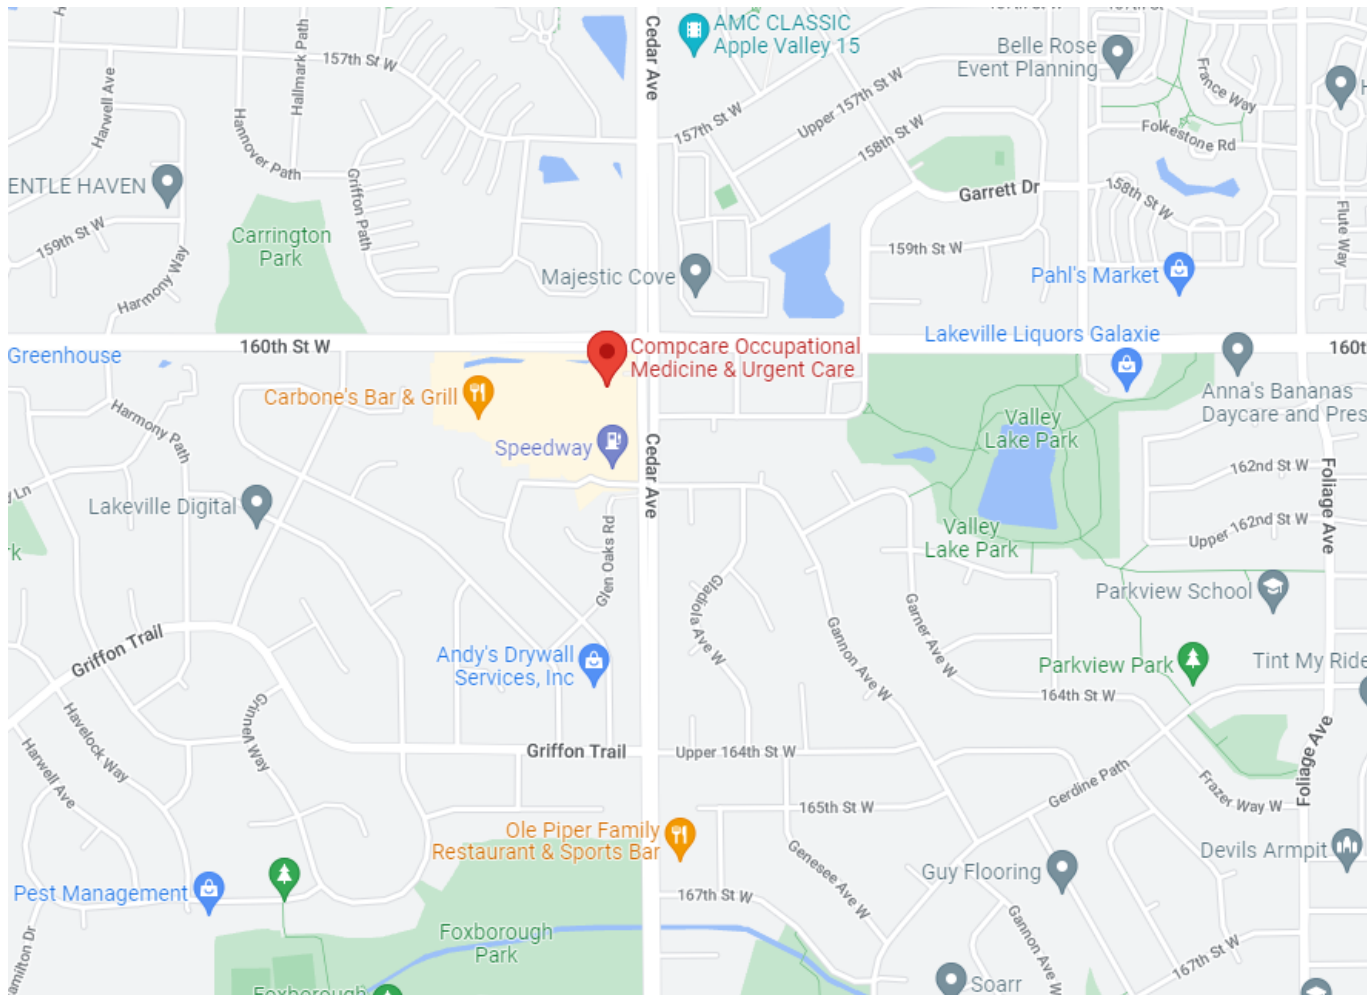 Cedar Ave
AMC CLASSIC
Apple Valley 15
Belle Rose
Event Planning
157th St W
Hallmark Path
Harwell Ave
Hannover Path
Griffon Path
157th St W
Upper 157th St W
158th St W
France Way
Folkestone Rd
ENTLE HAVEN
Garrett Dr
158th St W
Flute Way
159th St W
Carrington
Park
Harmony Way
159th St W
Majestic Cove
Pahl's Market
Lakeville Liquors Galaxie
160th St W
Greenhouse
Compcare Occupational
Medicine & Urgent Care
160t
Carbone's Bar & Grill
Anna's Bananas
Daycare and Pres
Harmony Path
Valley
Lake Park
Speedway
Cedar Ave
162nd St W
Foliage Ave
Ln
Lakeville Digital
Upper 162nd St W
Valley
Lake Park
rk
Glen Oaks Rd
Gladiola Ave W
Parkview School
Garner Ave W
Gannon Ave W
Griffon Trail
Andy's Drywall
Services, Inc
Parkview Park
Tint My Ride
164th St W
Havelock Way
Grinnell Way
Harwell Ave
Griffon Trail
Upper 164th St W
Foliage Ave
Gerdine Path
Frazer Way W
165th St W
Ole Piper Family
Restaurant & Sports Bar
Genesee Ave W
Devils Armpit
Guy Flooring
Pest Management
167th St W
Foxborough
Park
Gannon Ave W
167th St W
amilton Dr
Soarr
Foxborough